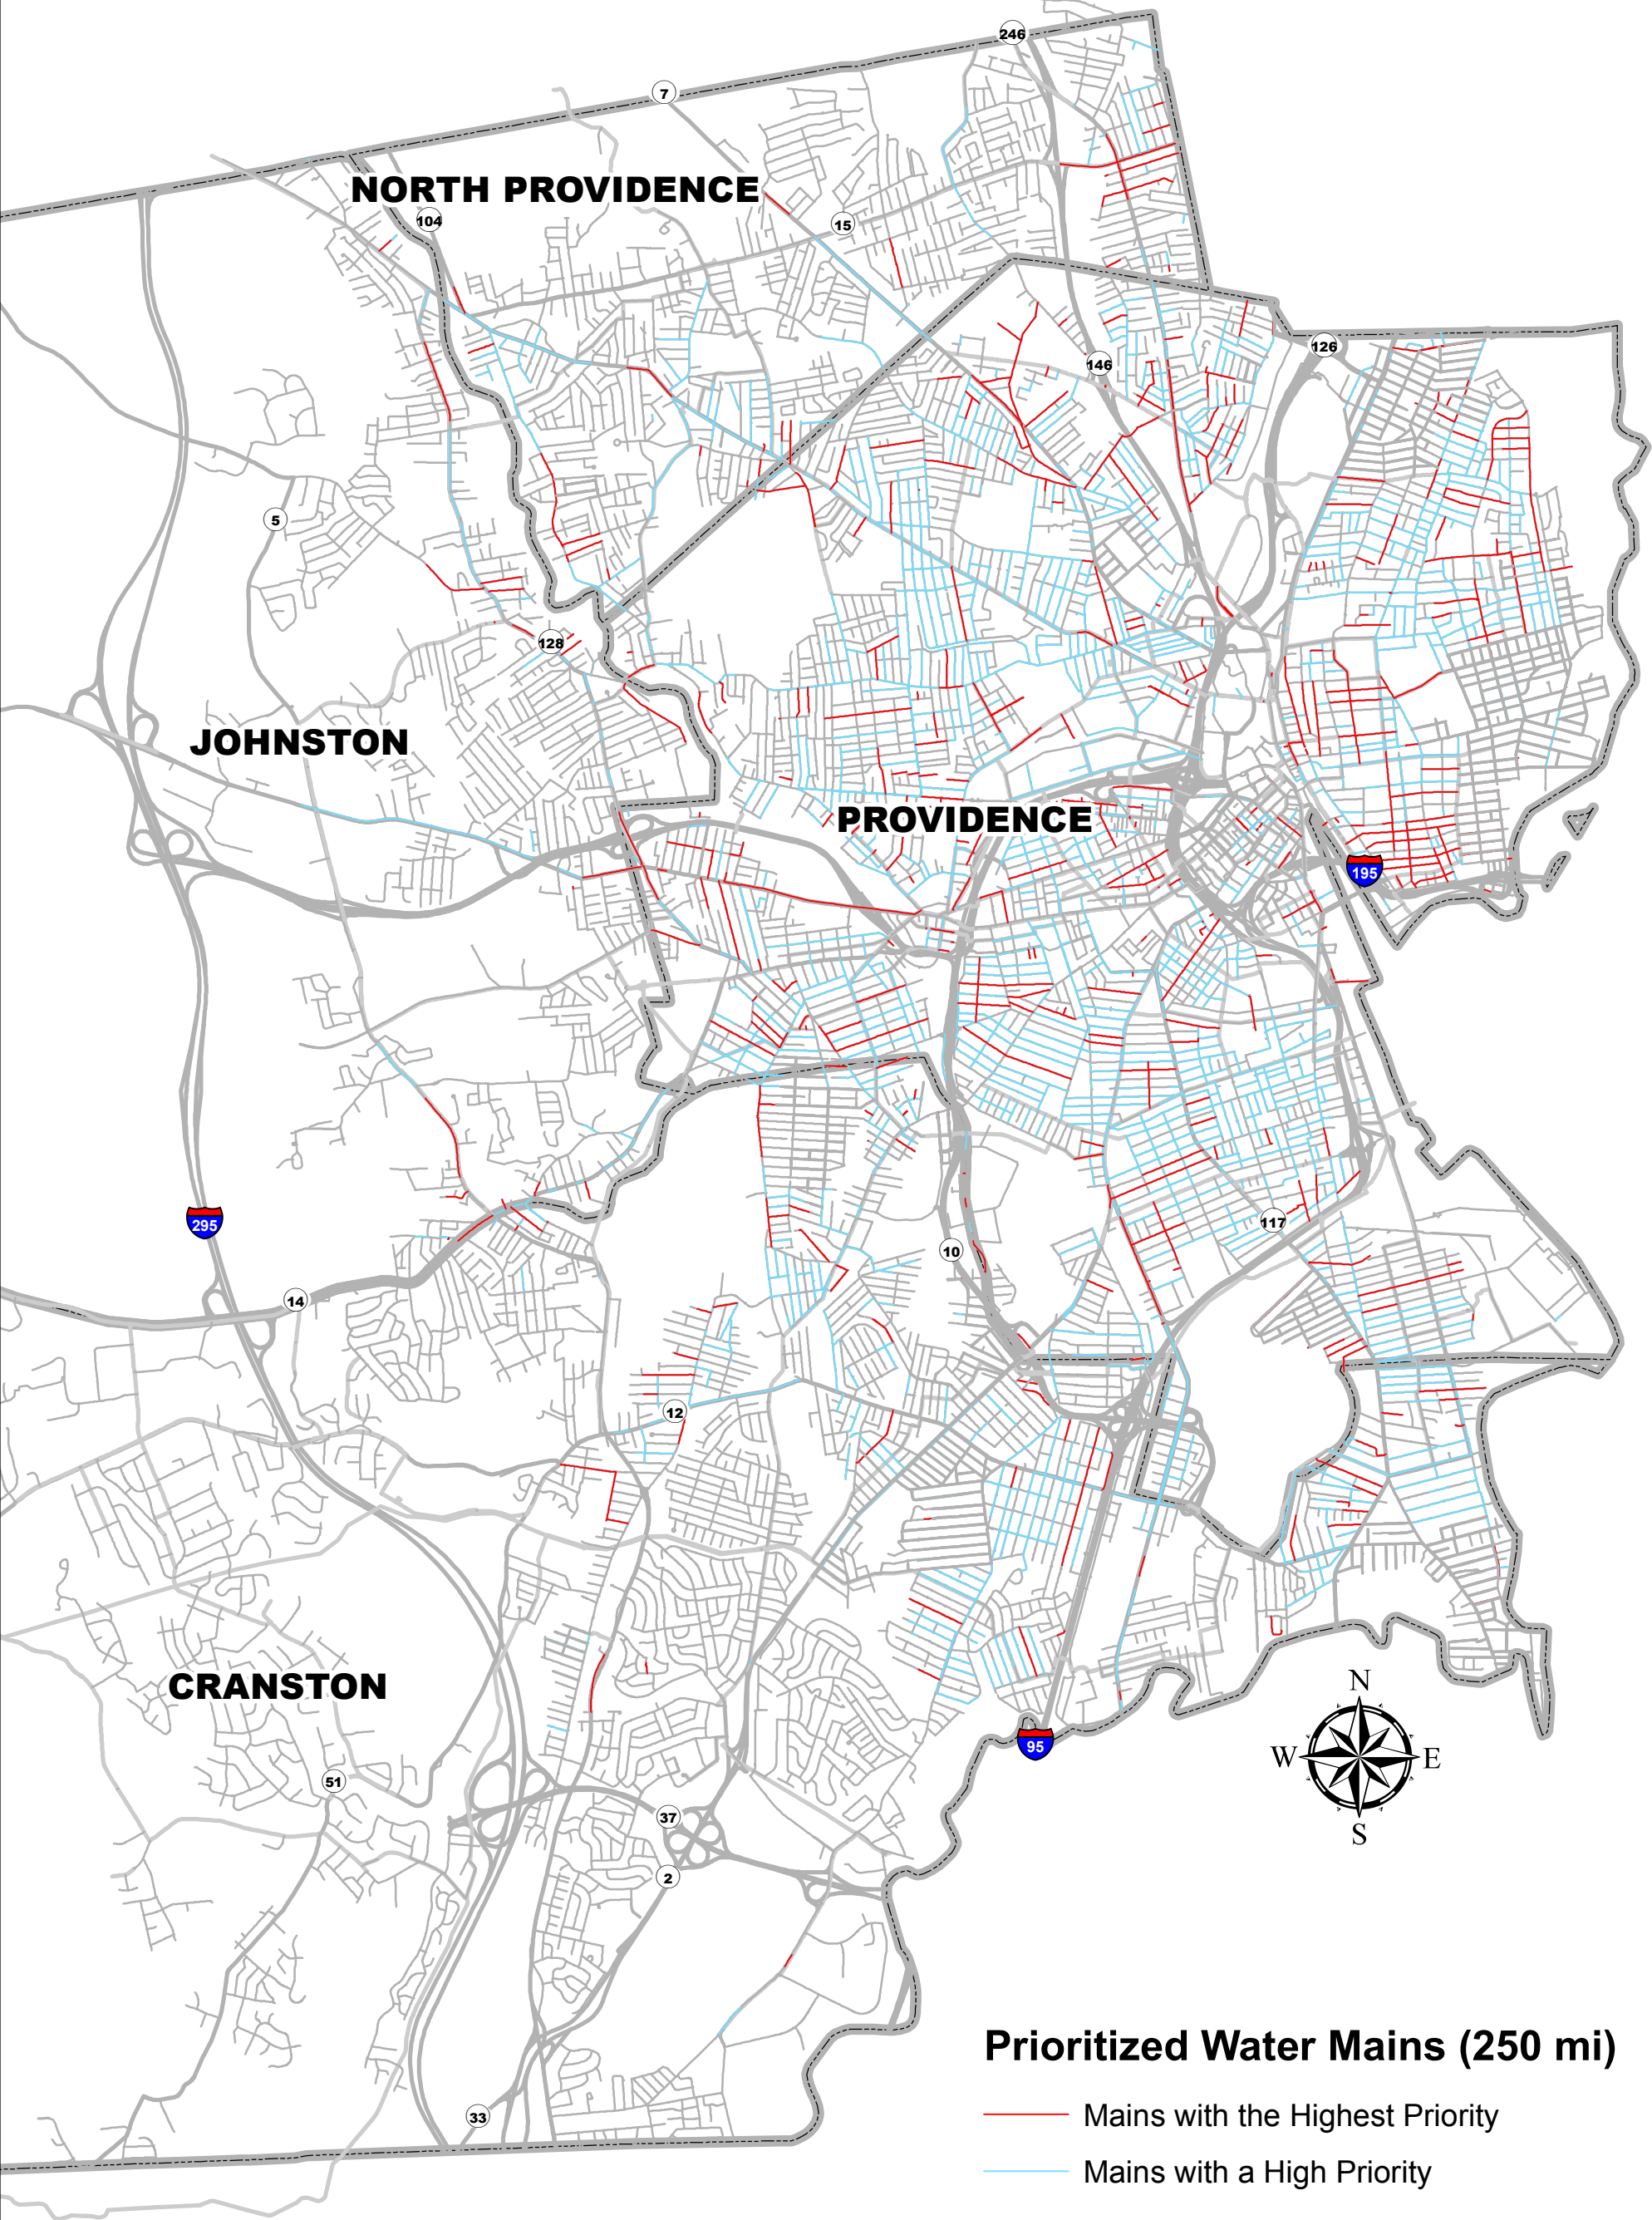 246
7
NORTH PROVIDENCE
104
15
126
146
5
128
JOHNSTON
PROVIDENCE
195
295
117
10
14
12
CRANSTON
N
W
E
S
95
51
37
2
33
Prioritized Water Mains (250 mi)
Mains with the Highest Priority
Mains with a High Priority